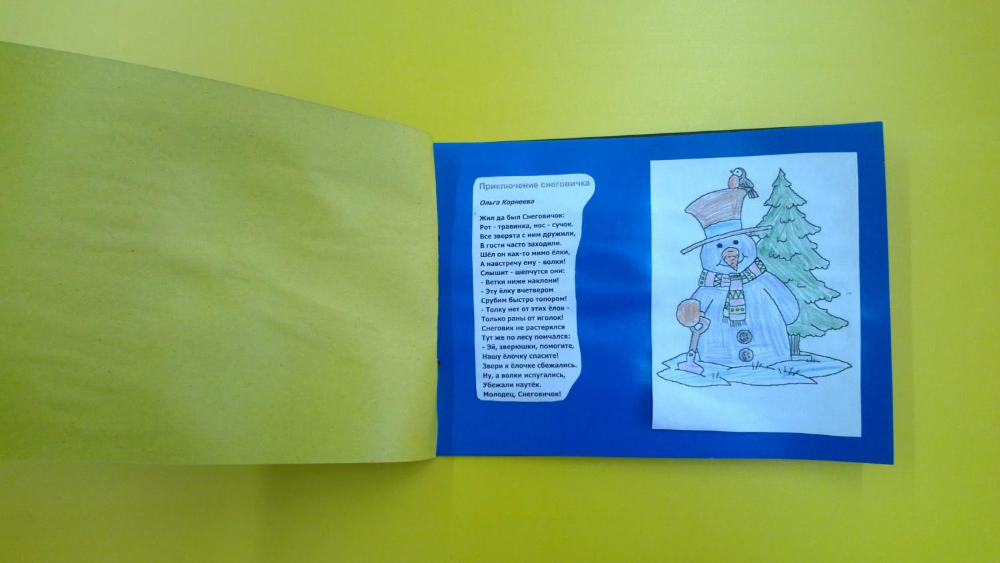 Приключение снеговичка
Ольга Корнеева
Жил да был Снеговичок:
Рот - травинка, нос - сучок.
Все зверята с ним дружили,
В гости часто заходили.
Шёл он как-то мимо ёлки,
А навстречу ему - волки!
Слышит - шепчутся они:
- Ветки ниже наклони!
- Эту ёлку вчетвером
Срубим быстро топором!
- Толку нет от этих ёлок -
Только раны от иголок!
Снеговик не растерялся
Тут же по лесу помчался:
- Эй, зверюшки, помогите,
Нашу ёлочку спасите!
Звери к ёлочке сбежались.
Ну, а волки испугались,
Убежали наутёк.
Молодец, Снеговичок!